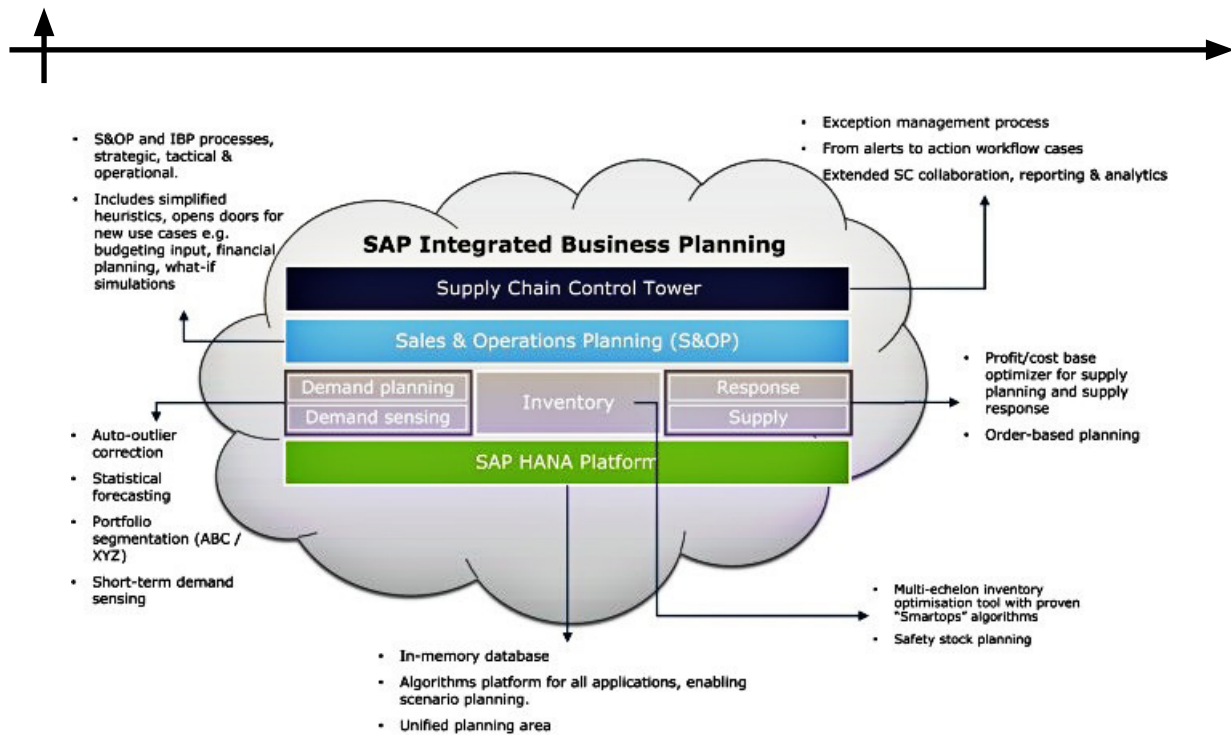 • S&OP and IBP processes,
strategic, tactical &
operational.
• Includes simplified
heuristics, opens doors for
new use cases e.g.
budgeting input, financial
planning, what-if
simulations
• Exception management process
• From alerts to action workflow cases
Extended SC collaboration, reporting & analytics
SAP Integrated Business Planning
Supply Chain Control Tower
Sales & Operations Planning (S&OP)
Demand planning
Demand sensing
Inventory
Response
Supply
SAP HANA Platform
• Profit/cost base
optimizer for supply
planning and supply
response
• Order-based planning
• Auto-outlier
correction
• Statistical
forecasting
• Portfolio
segmentation (ABC /
XYZ)
• Short-term demand
sensing
• Multi-echelon inventory
optimisation tool with proven
"Smartops" algorithms
• Safety stock planning
• In-memory database
• Algorithms platform for all applications, enabling
scenario planning.
• Unified planning area